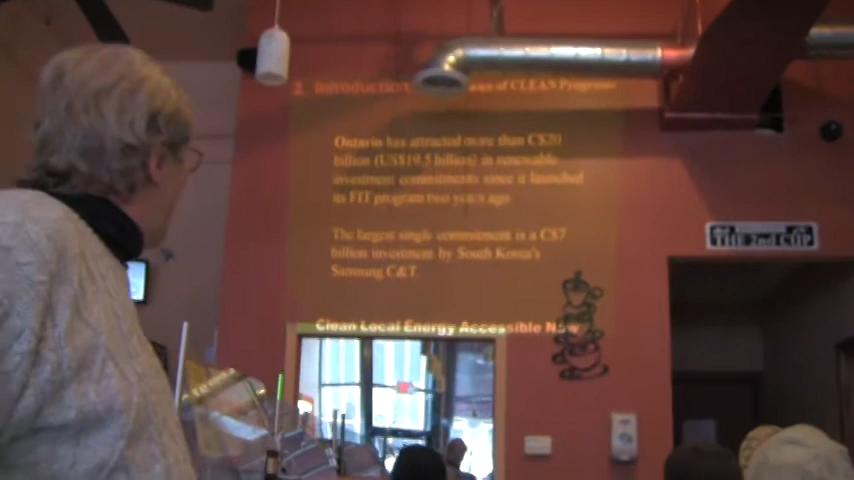 2. Introduction of CLEAN Programs
Ontario has attracted more than C$20
billion (US$19.5 billion) in renewable
investment commitments since it launched
its FIT program two years ago
The largest single commitment is a C$7
billion investment by South Korea's
Samsung C&T
THE 2nd CUP
Clean Local Energy Accessible Now